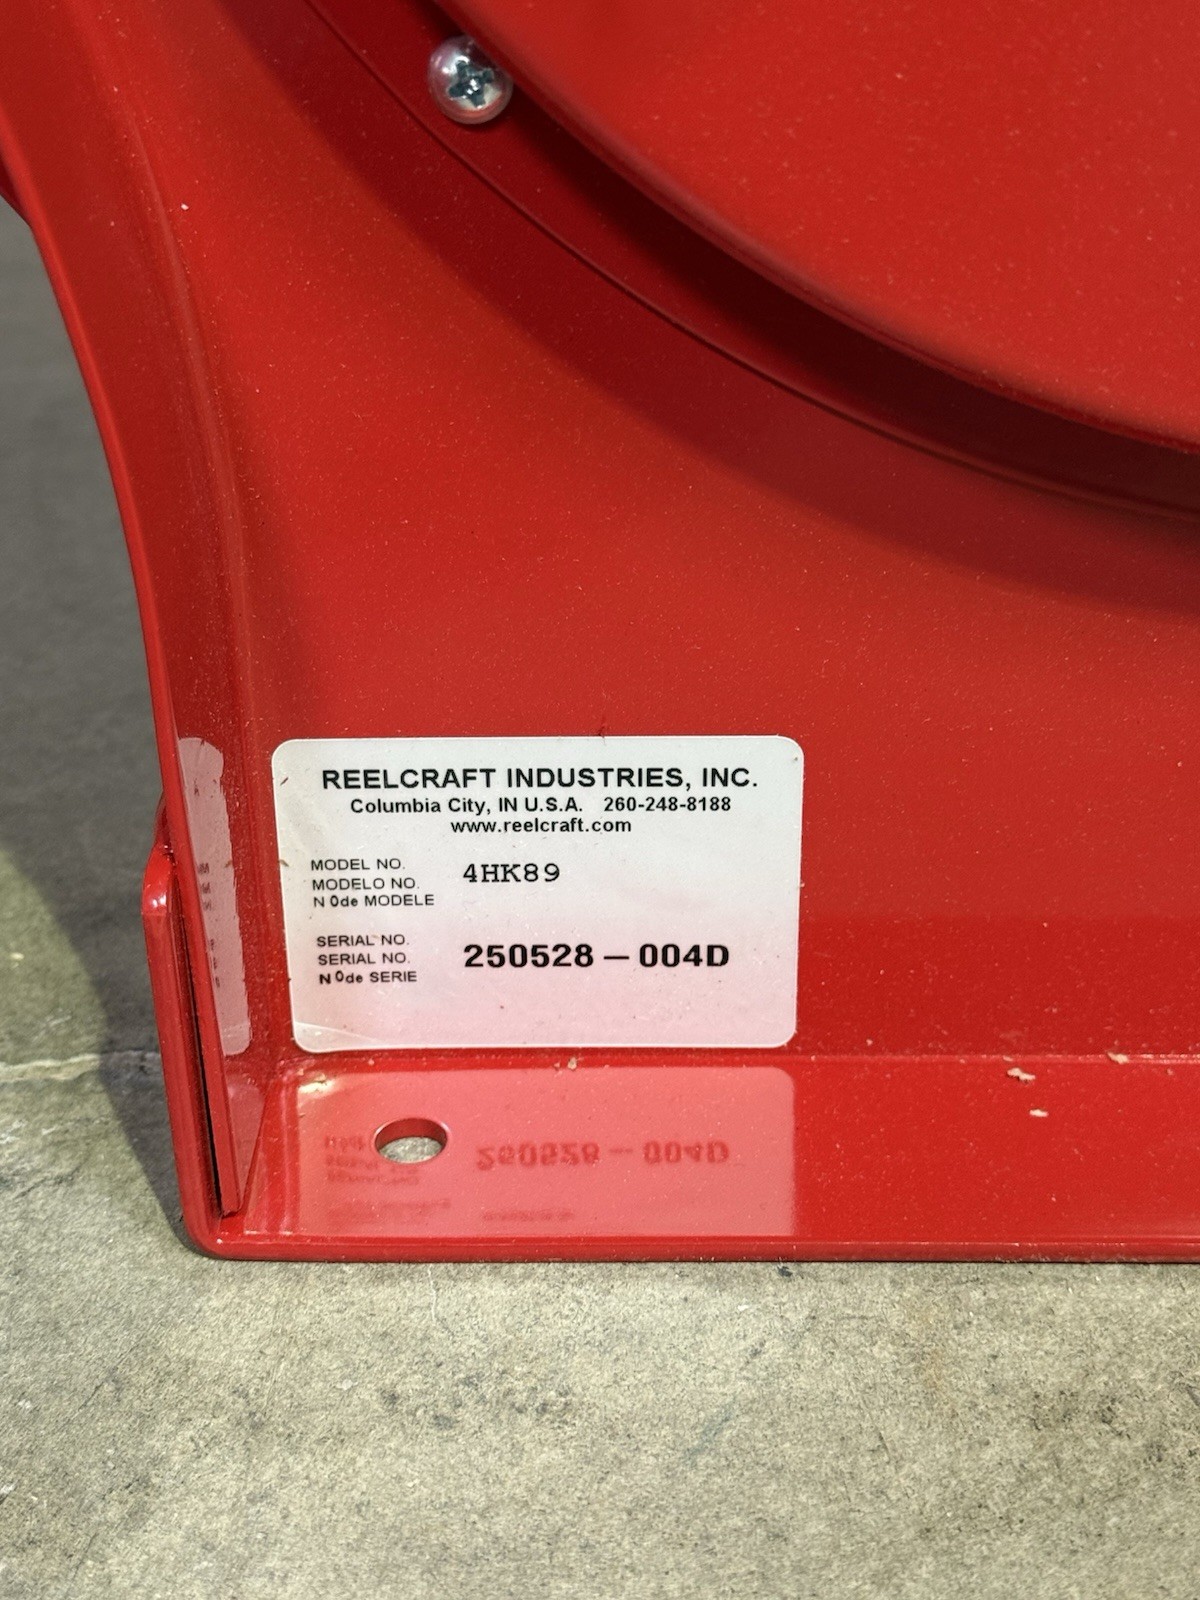 REELCRAFT INDUSTRIES, INC.
Columbia City, IN U.S.A. 260-248-8188
www.reelcraft.com
MODEL NO.
MODELO NO.
N 0de MODELE
4HK89
SERIAL NO.
SERIAL NO.
N 0de SERIE
250528 – 004D